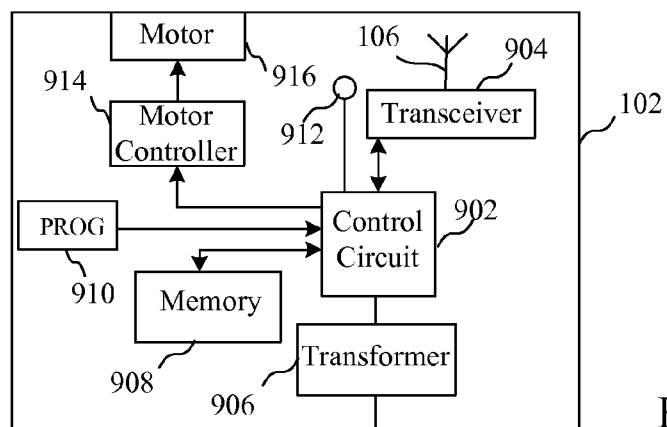 Motor
916
914
Motor
Controller
912
106
904
Transceiver
102
PROG
910
Control
Circuit
902
Memory
908
Transformer
906